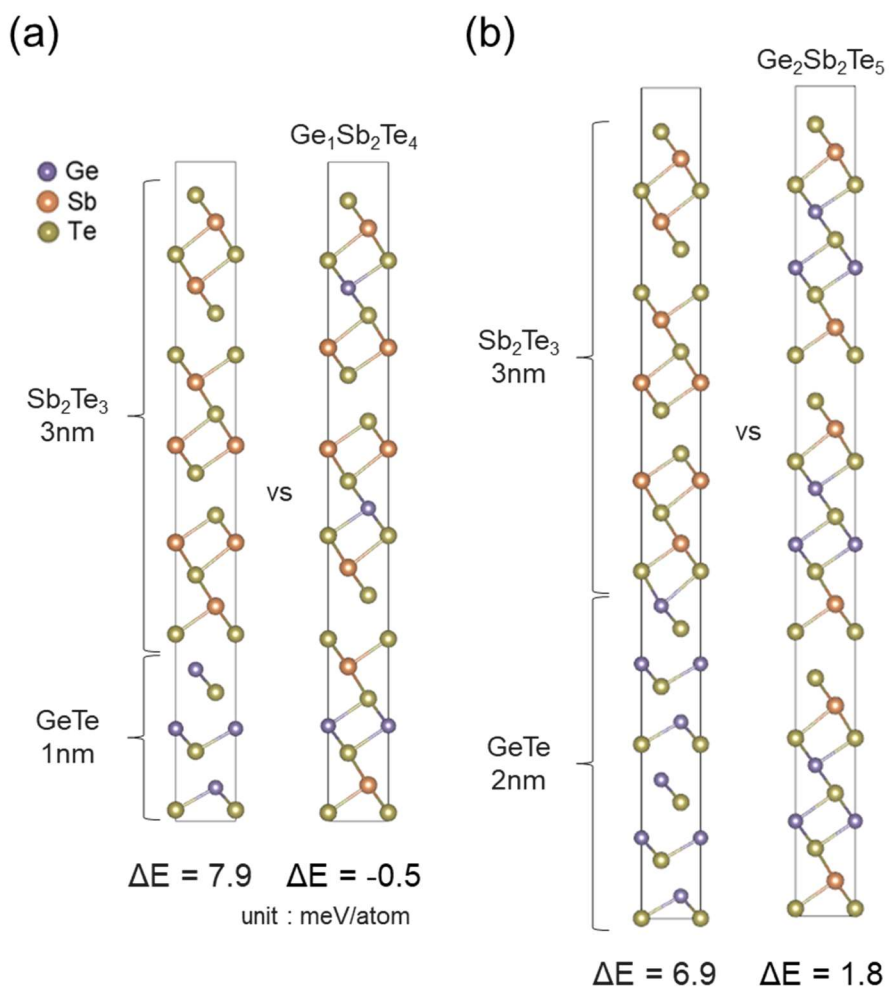 (a)
Ge
Sb
Te
Ge₁Sb₂Te₄
Sb₂Te₃
3nm
vs
GeTe
1nm
ΔE = 7.9
ΔE = -0.5
unit : meV/atom
(b)
Ge₂Sb₂Te₅
Sb₂Te₃
3nm
vs
GeTe
2nm
ΔE = 6.9
ΔE = 1.8